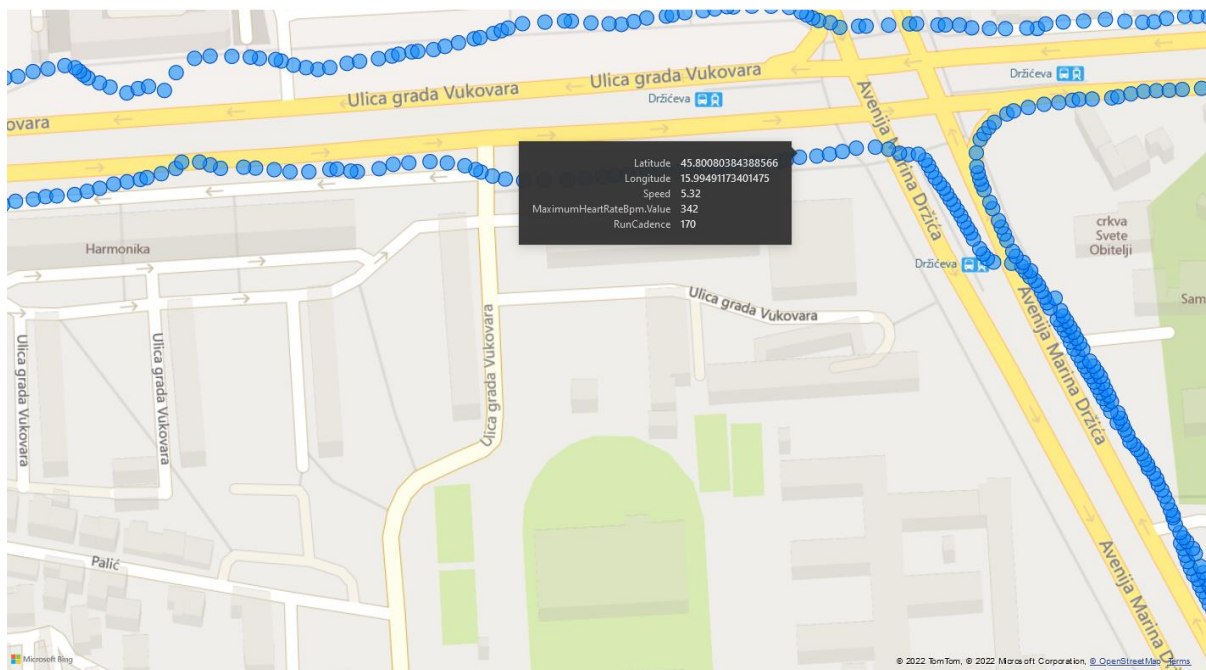 Ulica grada Vukovara
Ulica grada Vukovara
Držićeva
Držićeva
ovara
Avenija Marina Držića
Latitude 45.80080384388566
Longitude 15.99491173401475
Speed 5.32
MaximumHeartRateBpm.Value 342
RunCadence 170
crkva
Svete
Obitelji
Harmonika
Držićeva
Ulica grada Vukovara
Sam
Ulica grada Vukovara
Ulica grada Vukovara
Ulica grada Vukovara
Avenija Marina Držića
Palić
Avenija Marina D
Microsoft Bing
© 2022 TomTom, © 2022 Microsoft Corporation, © OpenStreetMap Terms